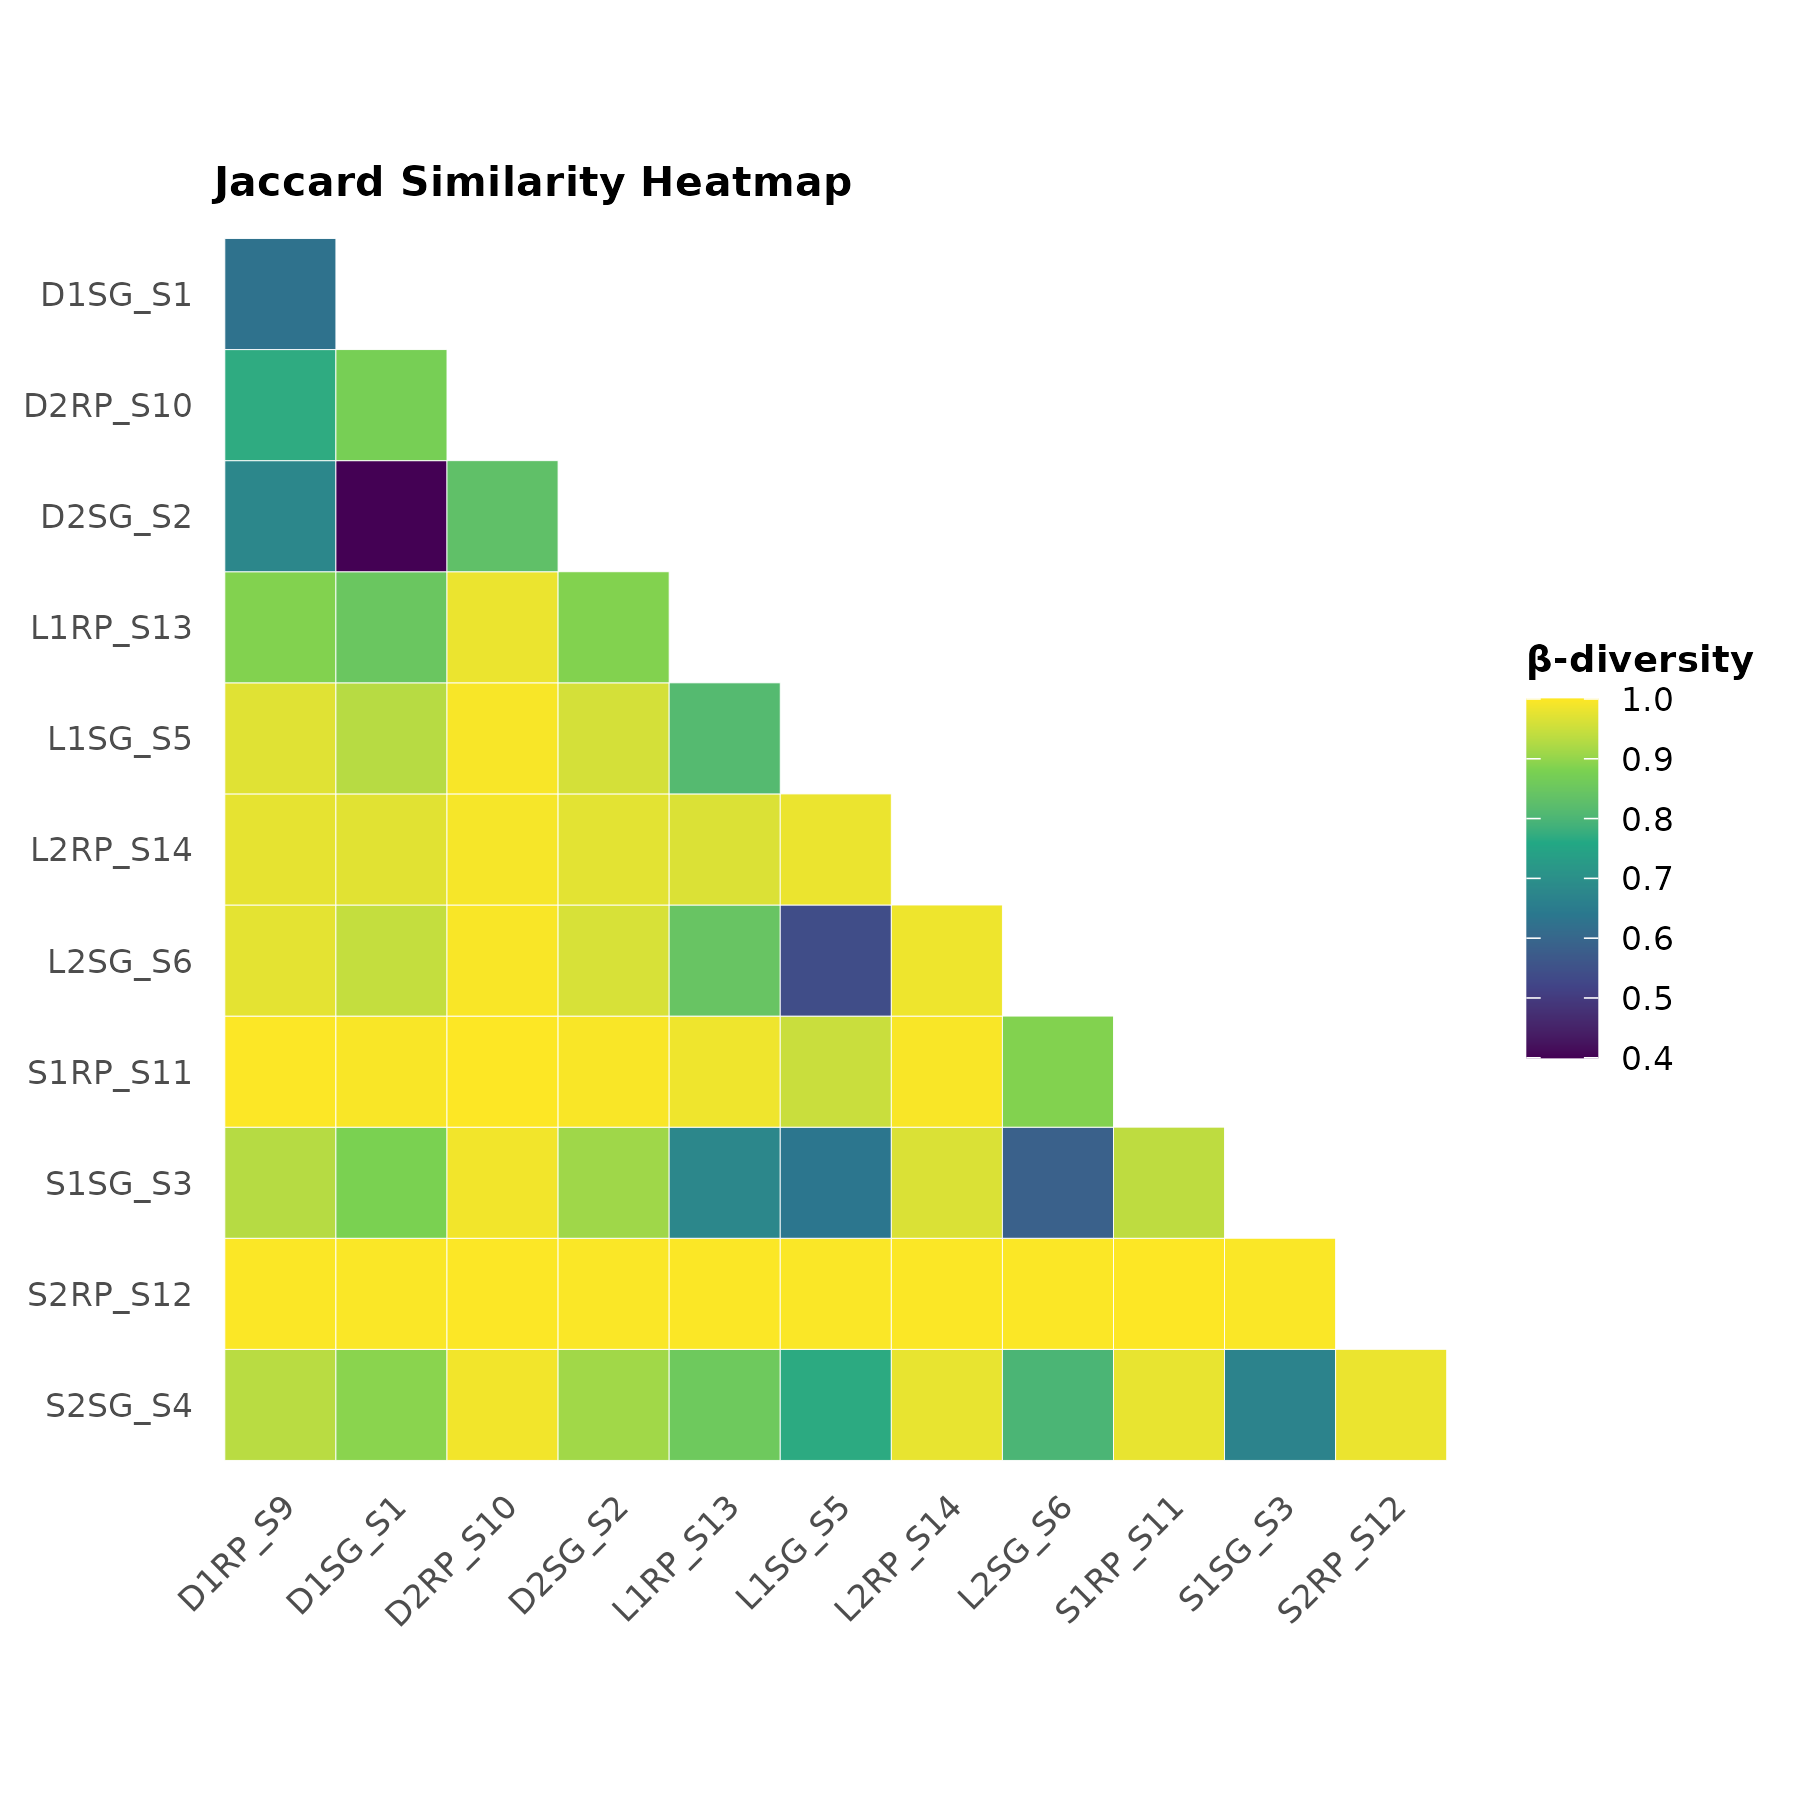 Jaccard Similarity Heatmap
D1SG_S1
D2RP_S10
D2SG_S2
L1RP_S13
L1SG_S5
L2RP_S14
L2SG_S6
S1RP_S11
S1SG_S3
S2RP_S12
S2SG_S4
D1RP_S9
D1SG_S1
D2RP_S10
D2SG_S2
L1RP_S13
L1SG_S5
L2RP_S14
L2SG_S6
S1RP_S11
S1SG_S3
S2RP_S12
β-diversity
1.0
0.9
0.8
0.7
0.6
0.5
0.4